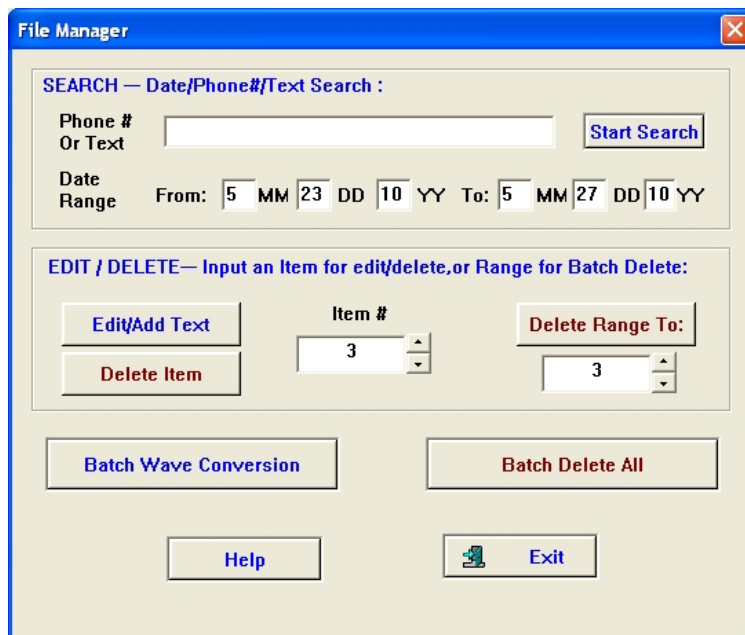 File Manager
SEARCH — Date/Phone#/Text Search :
Phone #
Or Text
Start Search
Date
Range
From: 5 MM 23 DD 10 YY To: 5 MM 27 DD 10 YY
EDIT / DELETE— Input an Item for edit/delete,or Range for Batch Delete:
Edit/Add Text
Item #
Delete Range To:
3
Delete Item
3
Batch Wave Conversion
Batch Delete All
Help
Exit